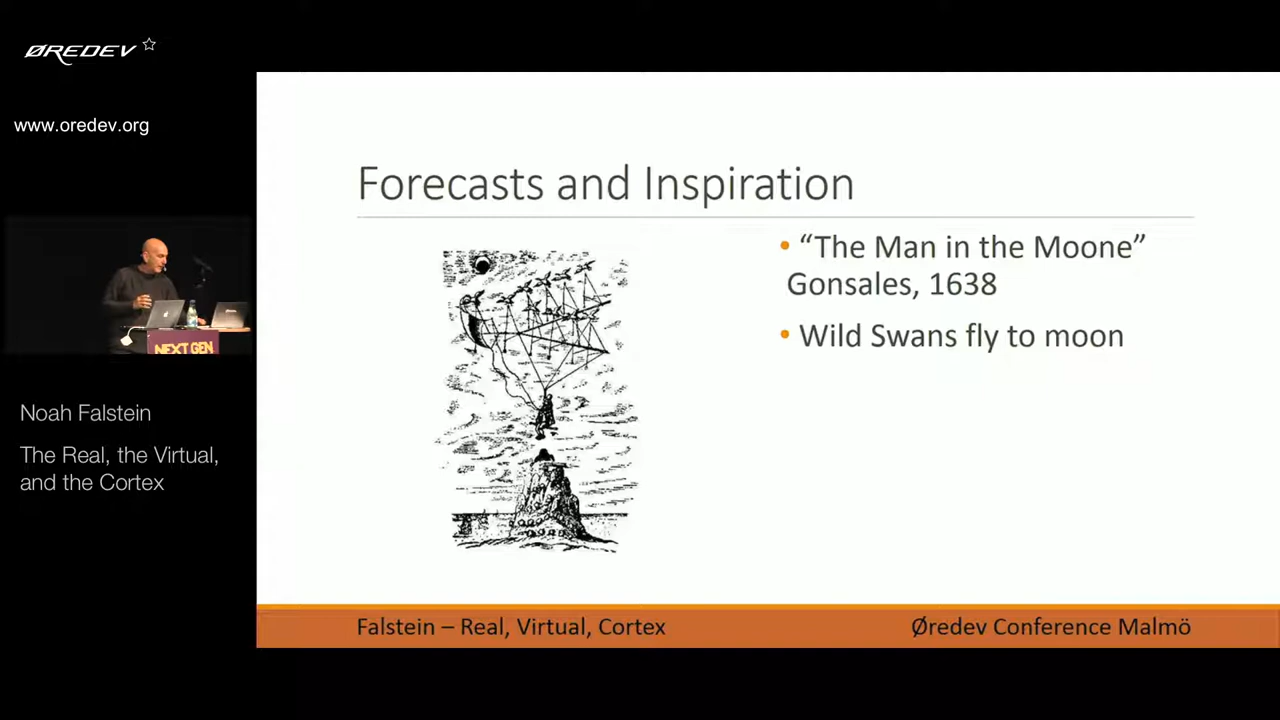 ØREDEV
www.oredev.org
Forecasts and Inspiration
• “The Man in the Moone”
Gonsales, 1638
• Wild Swans fly to moon
NEXT GEN
Noah Falstein
The Real, the Virtual,
and the Cortex
Falstein – Real, Virtual, Cortex
Øredev Conference Malmö